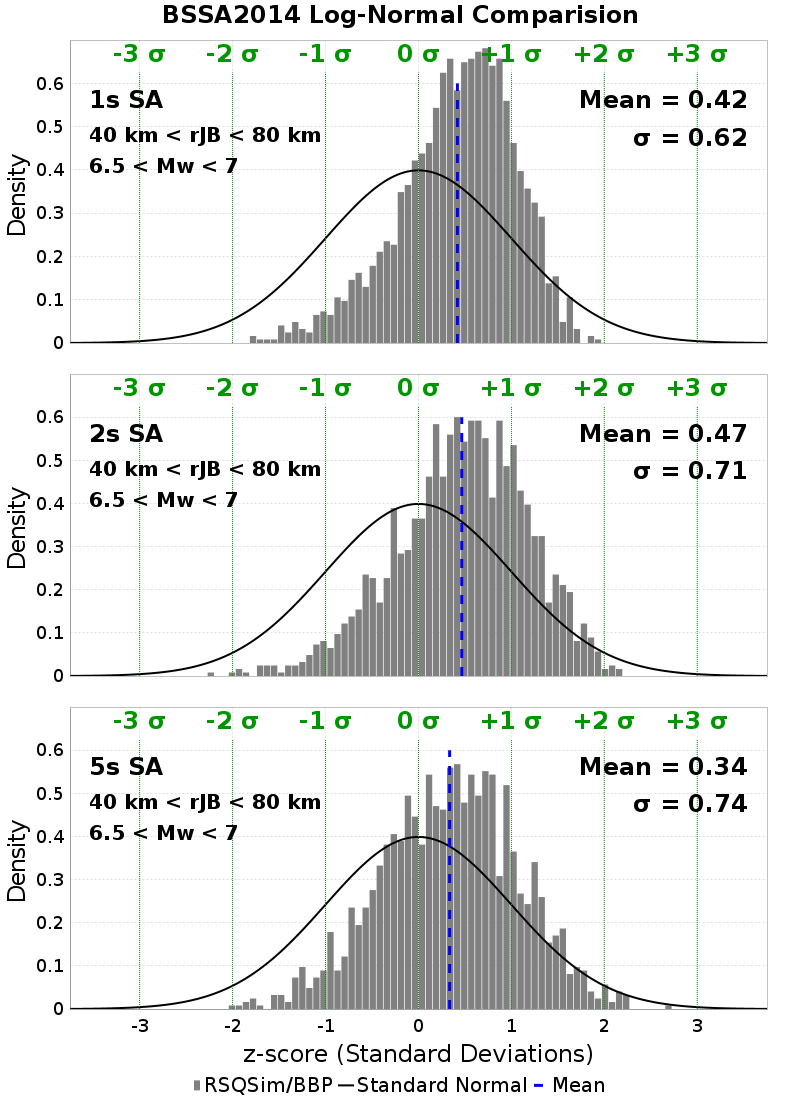 BSSA2014 Log-Normal Comparision
-3 σ -2 σ -1 σ 0 σ +1 σ +2 σ +3 σ
1s SA
40 km < rJB < 80 km
6.5 < Mw < 7
Mean = 0.42
σ = 0.62
Density
0.6
0.5
0.4
0.3
0.2
0.1
0
-3 σ -2 σ -1 σ 0 σ +1 σ +2 σ +3 σ
2s SA
40 km < rJB < 80 km
6.5 < Mw < 7
Mean = 0.47
σ = 0.71
Density
0.6
0.5
0.4
0.3
0.2
0.1
0
-3 σ -2 σ -1 σ 0 σ +1 σ +2 σ +3 σ
5s SA
40 km < rJB < 80 km
6.5 < Mw < 7
Mean = 0.34
σ = 0.74
Density
0.6
0.5
0.4
0.3
0.2
0.1
0
-3 -2 -1 0 1 2 3
z-score (Standard Deviations)
RSQSim/BBP Standard Normal Mean